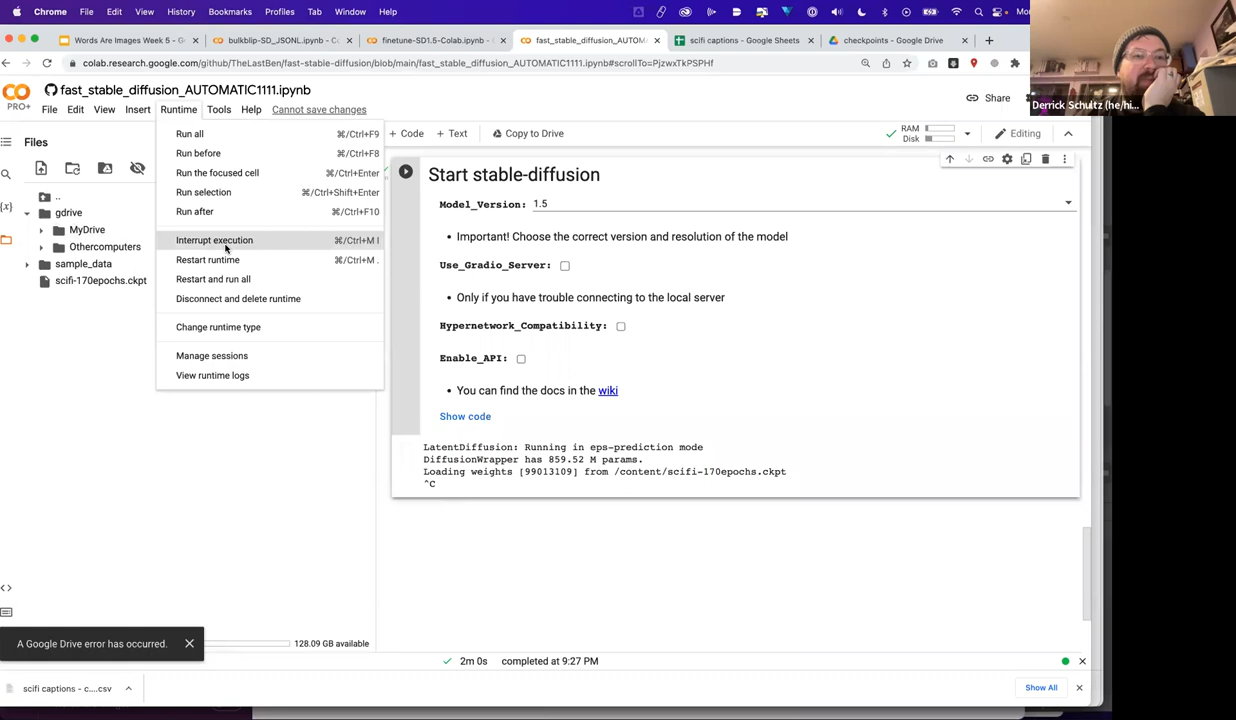 Chrome File Edit View History Bookmarks Profiles Tab Window Help
Words Are Images Week 5 - G
bulkblip-SD_JSONL.ipynb - C
finetune-SD1.5-Colab.ipynb -
fast_stable_diffusion_AUTOM
scifi captions - Google Sheets
checkpoints - Google Drive
colab.research.google.com/github/TheLastBen/fast-stable-diffusion/blob/main/fast_stable_diffusion_AUTOMATIC1111.ipynb#scrollTo=PjzwxTkPSPHf
Derrick Schultz (he/hi...
CO
PRO+
fast_stable_diffusion_AUTOMATIC1111.ipynb
Share
File Edit View Insert Runtime Tools Help Cannot save changes
Files
+ Code + Text Copy to Drive
RAM
Disk
Editing
..
gdrive
MyDrive
Othercomputers
sample_data
scifi-170epochs.ckpt
{x}
Run all ⌘/Ctrl+F9
Run before ⌘/Ctrl+F8
Run the focused cell ⌘/Ctrl+Enter
Run selection ⌘/Ctrl+Shift+Enter
Run after ⌘/Ctrl+F10
Interrupt execution ⌘/Ctrl+M I
Restart runtime ⌘/Ctrl+M .
Restart and run all
Disconnect and delete runtime
Change runtime type
Manage sessions
View runtime logs
Start stable-diffusion
Model_Version: 1.5
• Important! Choose the correct version and resolution of the model
Use_Gradio_Server:
• Only if you have trouble connecting to the local server
Hypernetwork_Compatibility:
Enable_API:
• You can find the docs in the wiki
Show code
LatentDiffusion: Running in eps-prediction mode
DiffusionWrapper has 859.52 M params.
Loading weights [99013109] from /content/scifi-170epochs.ckpt
^C
A Google Drive error has occurred.
128.09 GB available
2m 0s completed at 9:27 PM
scifi captions - c....csv
Show All